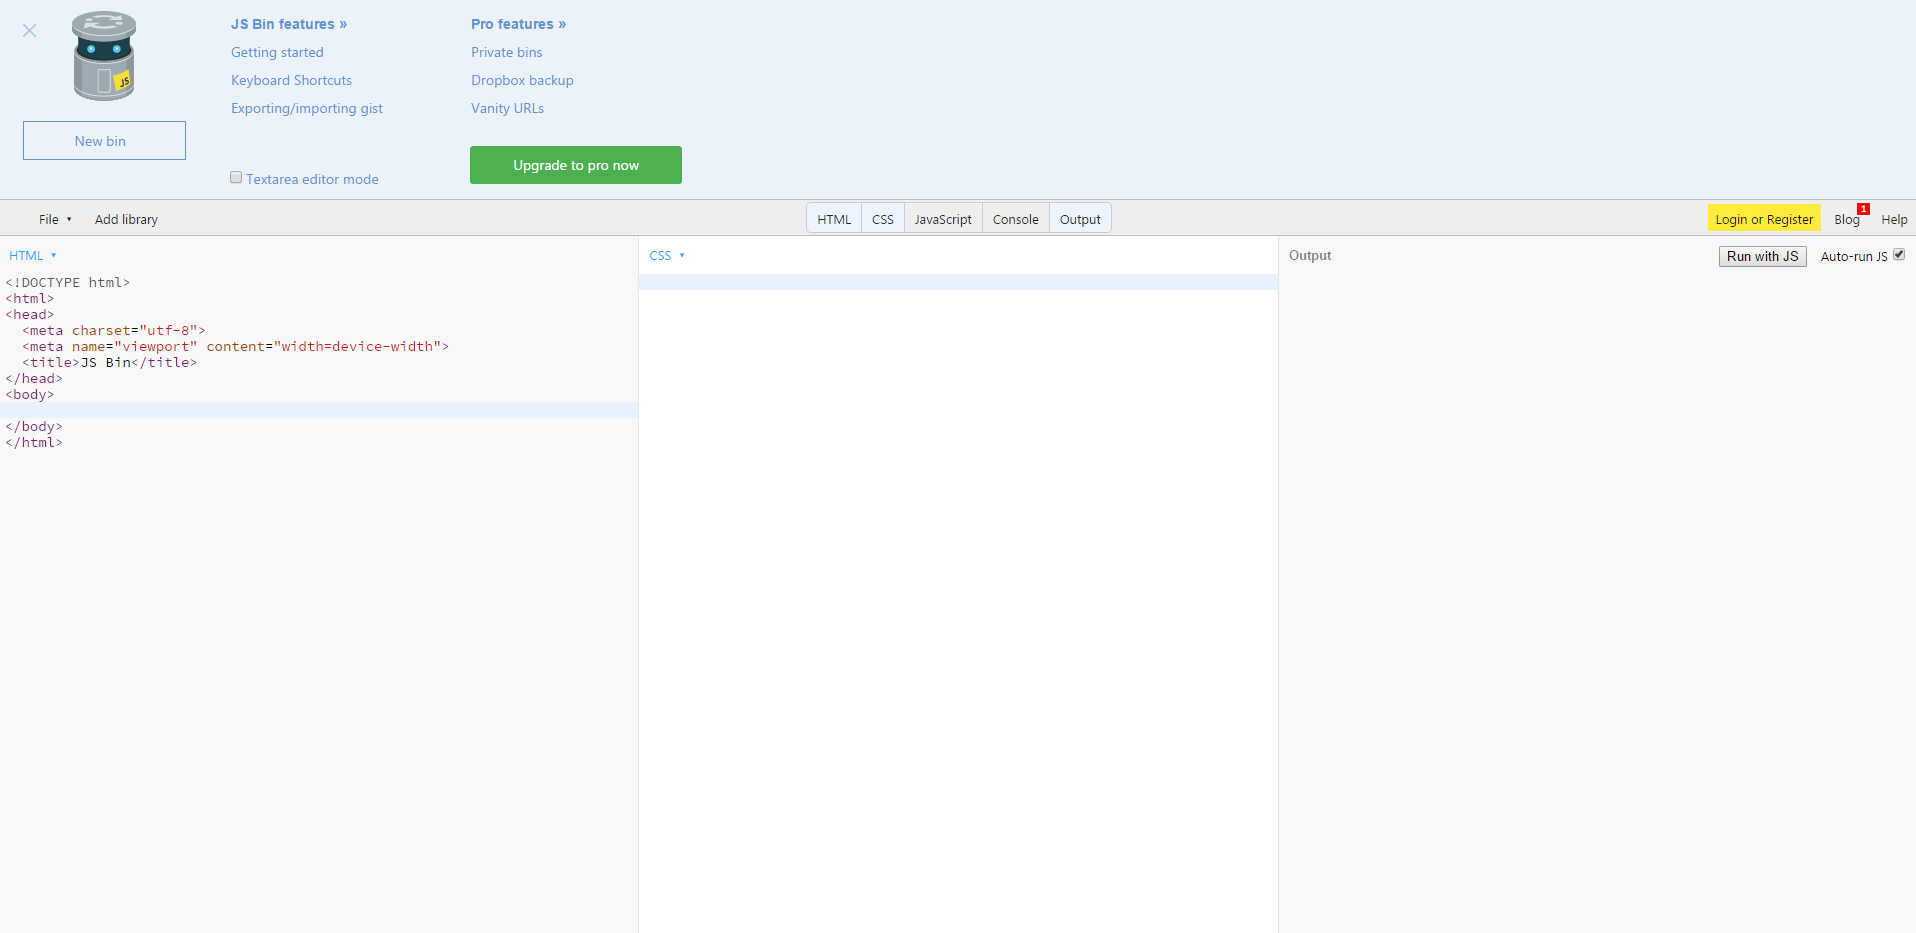 JS Bin features »
Getting started
Keyboard Shortcuts
Exporting/importing gist
Pro features »
Private bins
Dropbox backup
Vanity URLs
JS
New bin
Textarea editor mode
Upgrade to pro now
File ▾ Add library HTML CSS JavaScript Console Output Login or Register Blog 1 Help
HTML ▾
<!DOCTYPE html>
<html>
<head>
  <meta charset="utf-8">
  <meta name="viewport" content="width=device-width">
  <title>JS Bin</title>
</head>
<body>
</body>
</html>
CSS ▾
Output Run with JS Auto-run JS